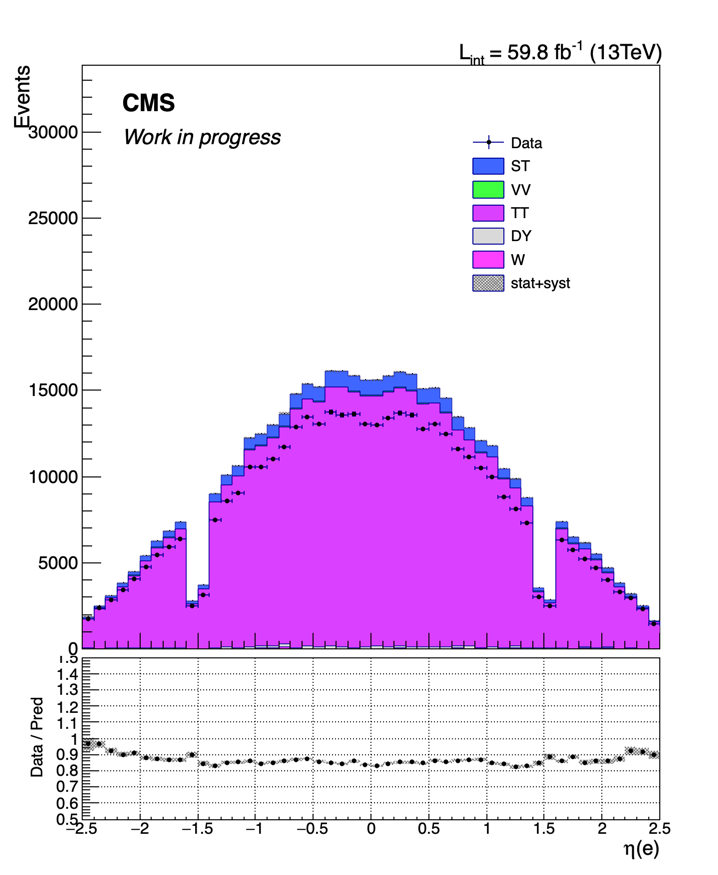 L_int = 59.8 fb⁻¹ (13TeV)
Events
CMS
Work in progress
Data
ST
VV
TT
DY
W
stat+syst
30000
25000
20000
15000
10000
5000
0
Data / Pred
1.5
1.4
1.3
1.2
1.1
1
0.9
0.8
0.7
0.6
0.5
−2.5 −2 −1.5 −1 −0.5 0 0.5 1 1.5 2 2.5
η(e)